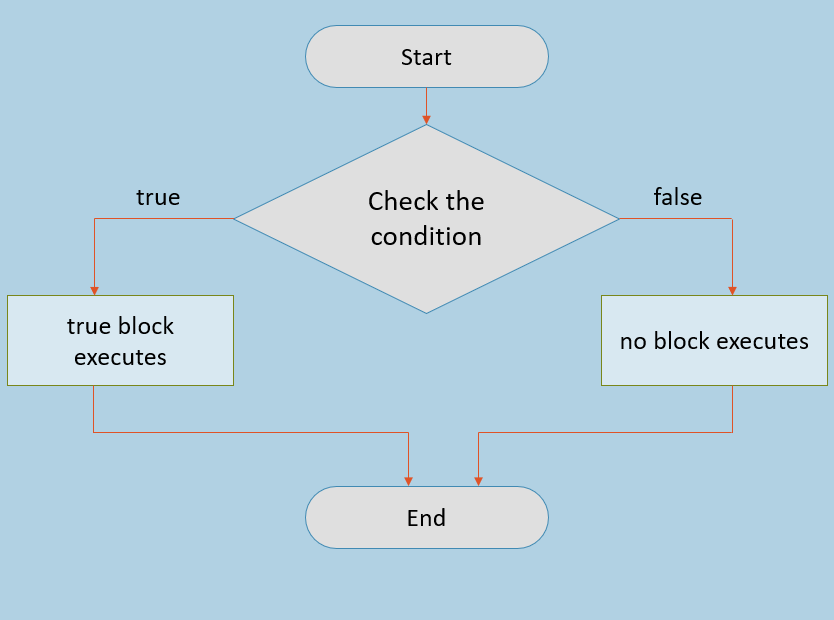 Start
true
Check the
condition
false
true block
executes
no block executes
End